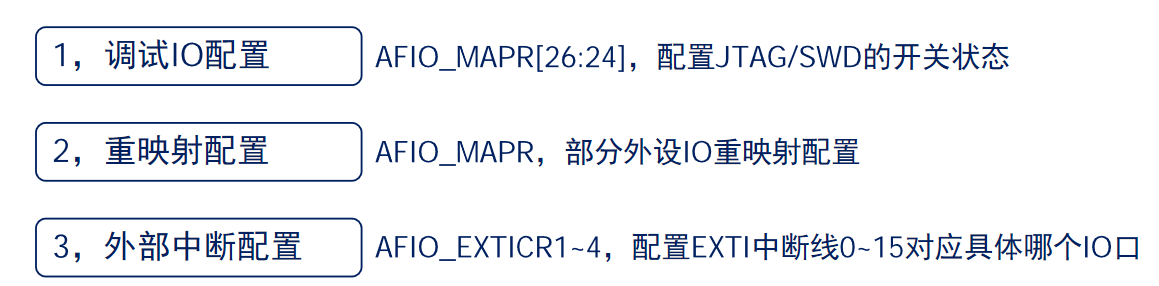 1，调试IO配置 AFIO_MAPR[26:24]，配置JTAG/SWD的开关状态
2，重映射配置 AFIO_MAPR，部分外设IO重映射配置
3，外部中断配置 AFIO_EXTICR1~4，配置EXTI中断线0~15对应具体哪个IO口